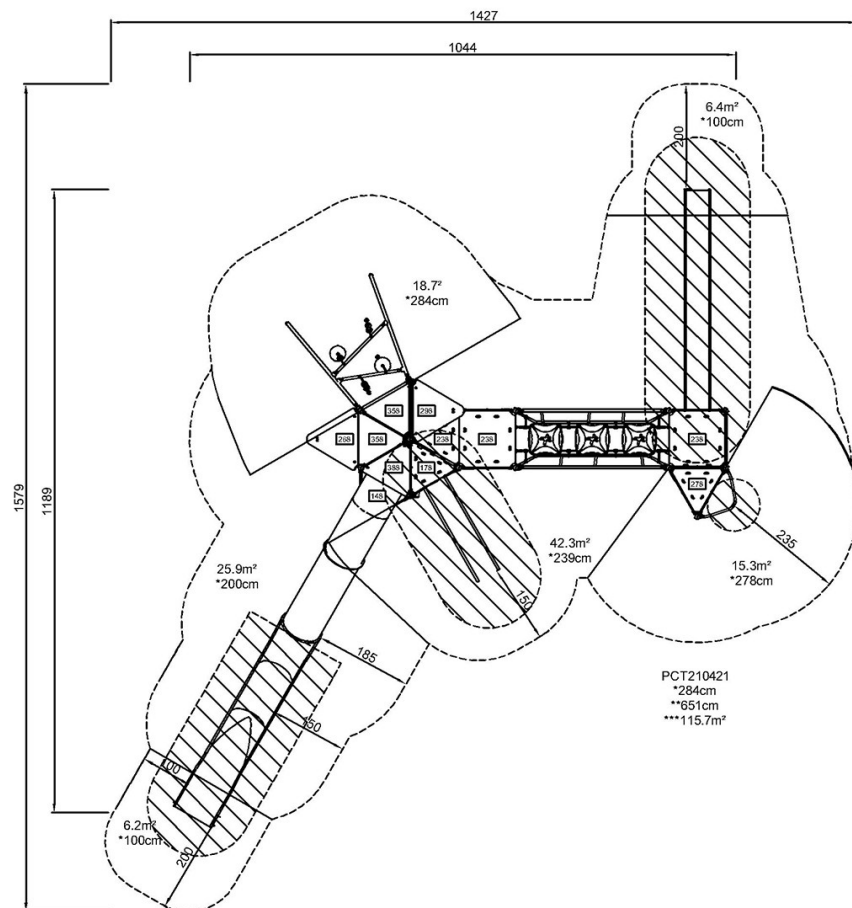 1427
1044
6.4m²
*100cm
200
18.7²
*284cm
1579
1189
358
298
268
358
238
238
238
388
178
148
278
42.3m²
*239cm
235
15.3m²
*278cm
25.9m²
*200cm
150
185
PCT210421
*284cm
**651cm
***115.7m²
150
100
6.2m²
*100cm
200